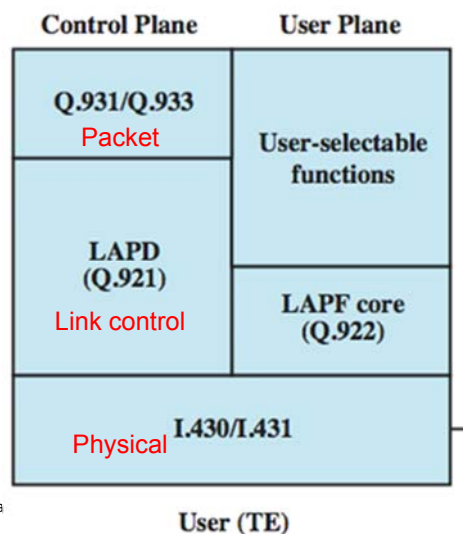 Control Plane
User Plane
Q.931/Q.933
Packet
User-selectable
functions
LAPD
(Q.921)
Link control
LAPF core
(Q.922)
I.430/I.431
Physical
User (TE)